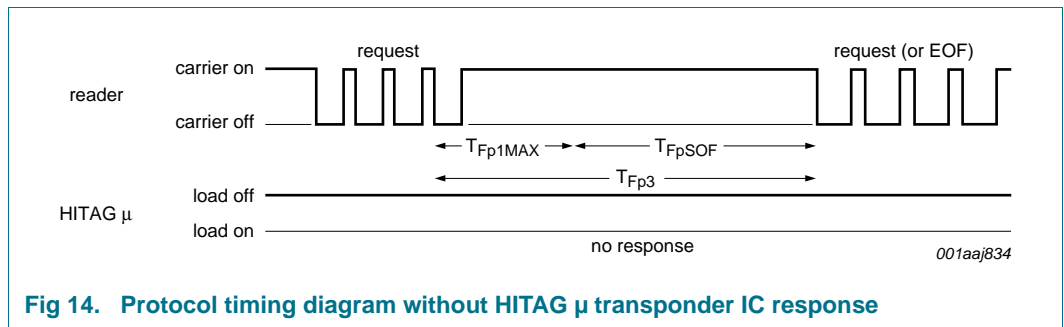 request
request (or EOF)
carrier on
reader
carrier off
TFp1MAX
TFpSOF
TFp3
load off
HITAG μ
load on
no response
001aaj834
Fig 14. Protocol timing diagram without HITAG μ transponder IC response